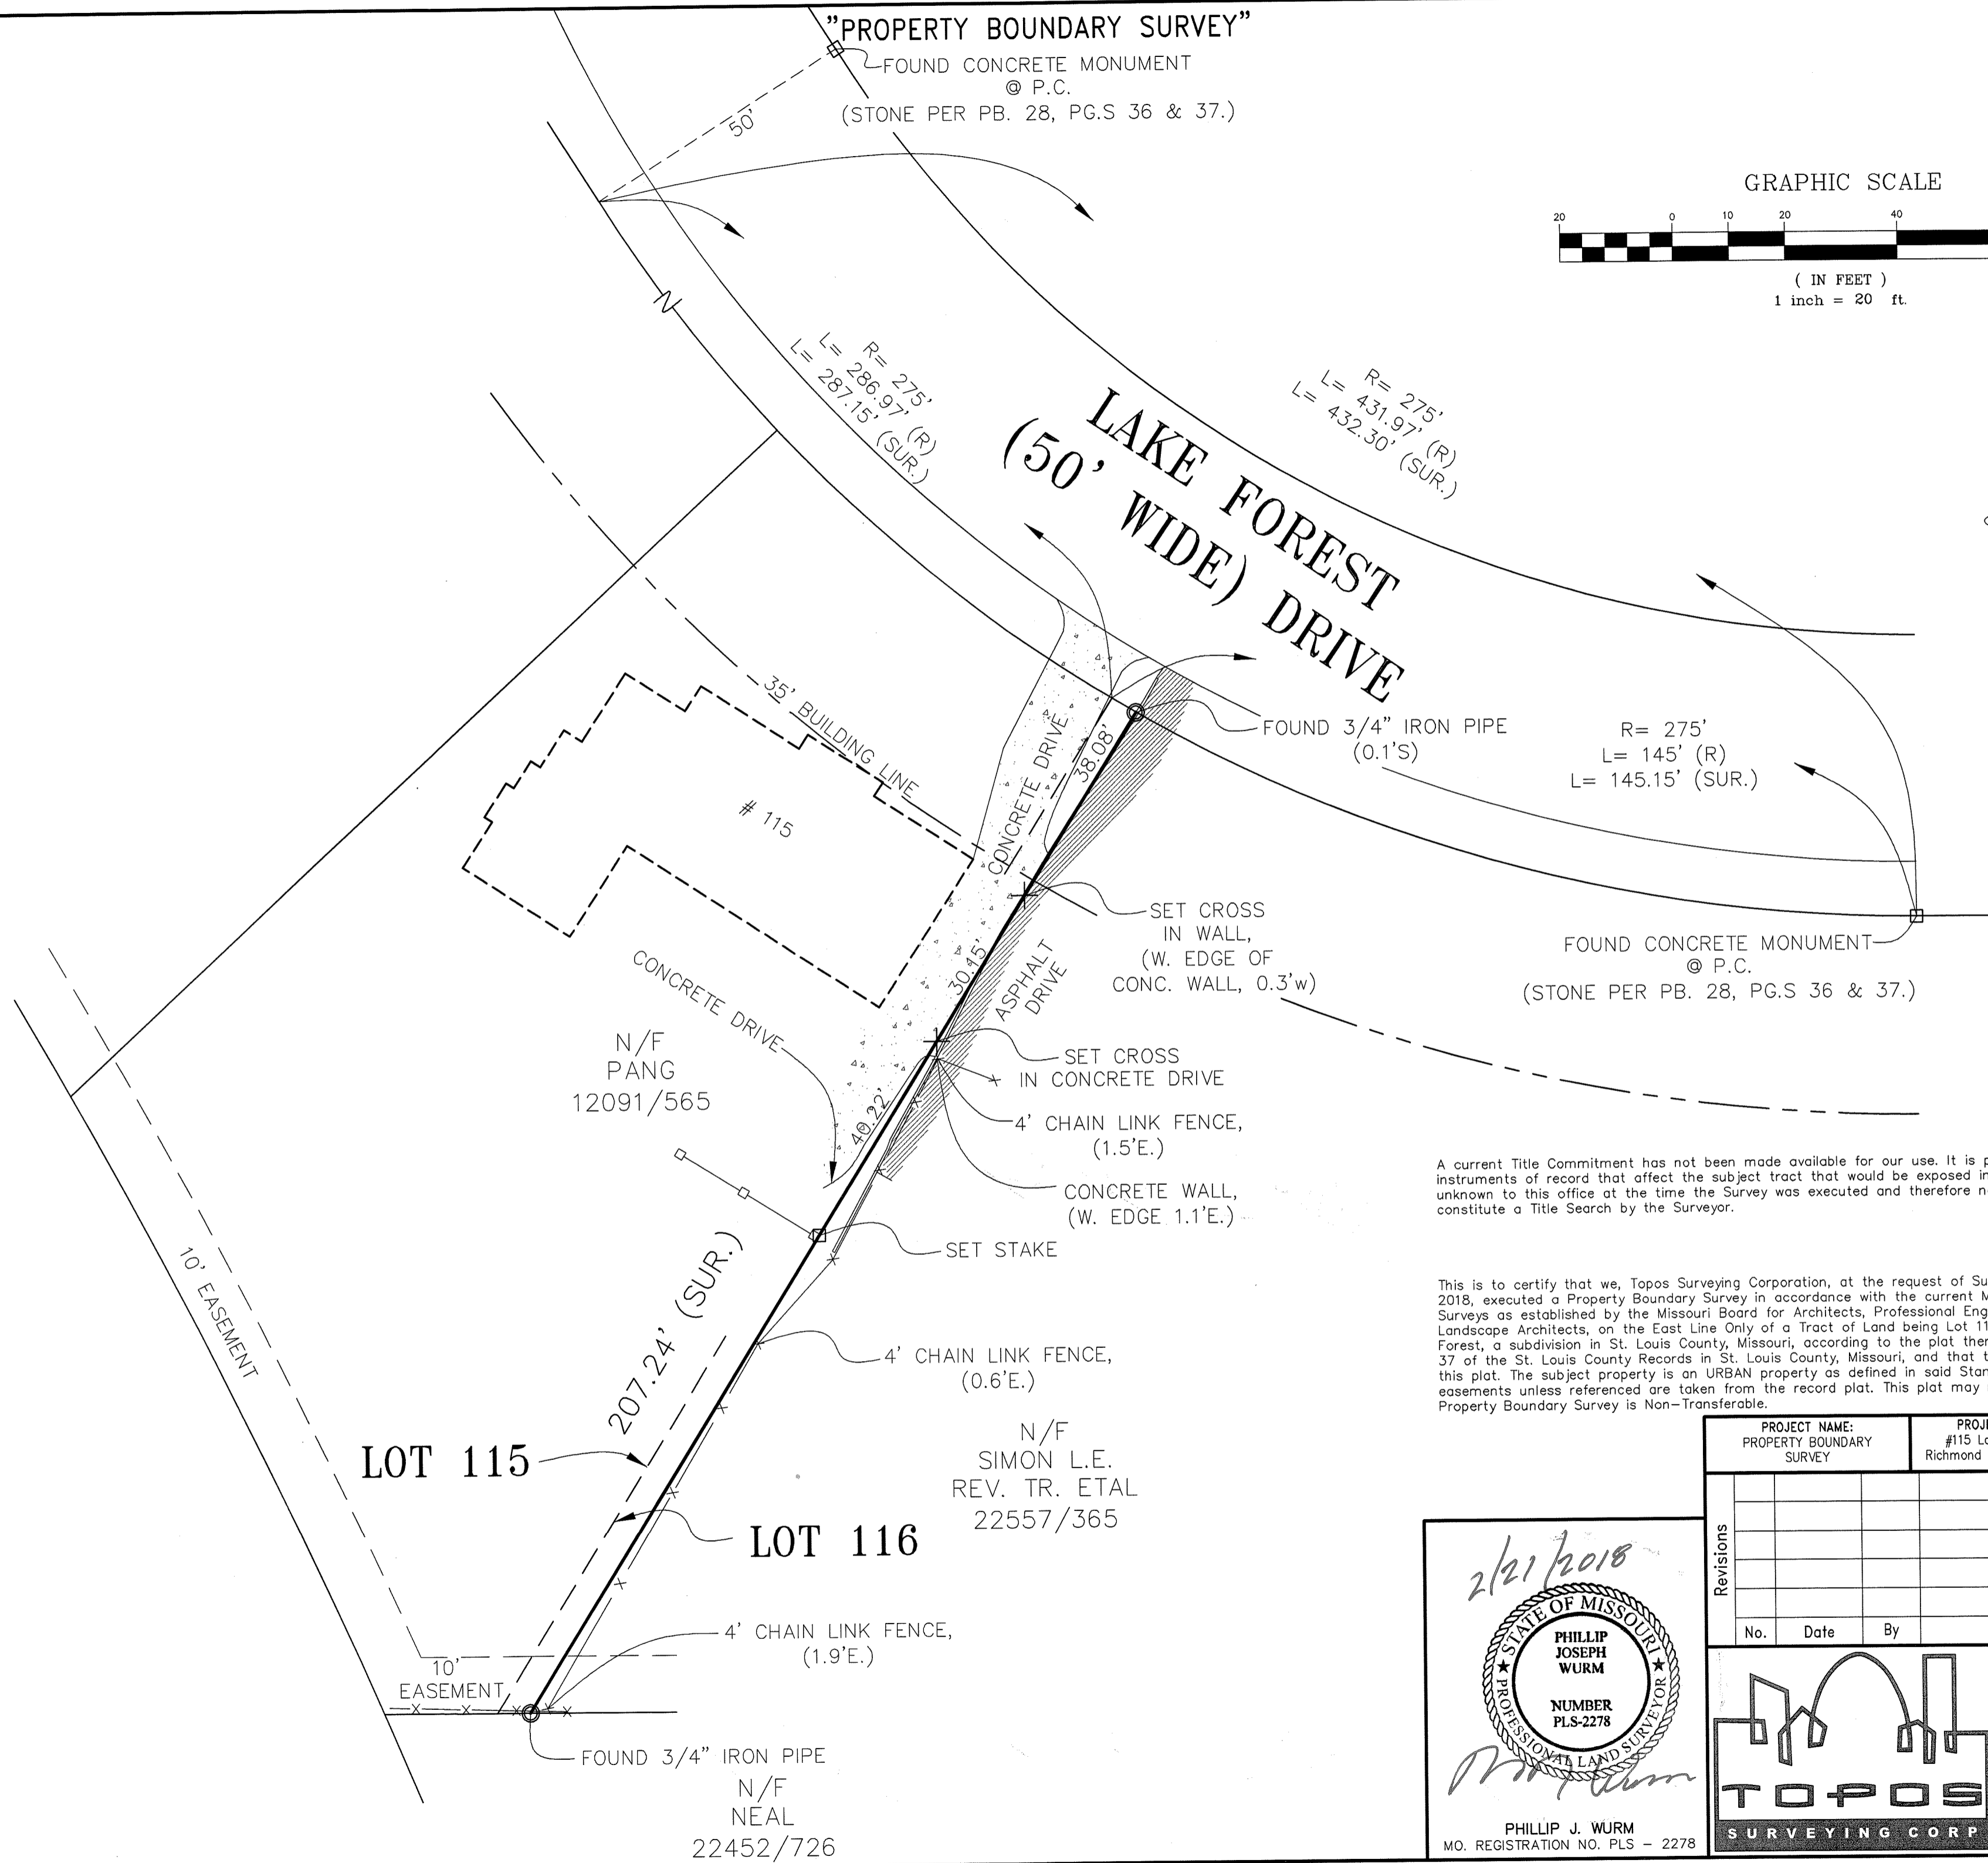 "PROPERTY BOUNDARY SURVEY"
FOUND CONCRETE MONUMENT
@ P.C.
(STONE PER PB. 28, PG.S 36 & 37.)
50'
GRAPHIC SCALE
20 0 10 20 40
( IN FEET )
1 inch = 20 ft.
N
R= 275'
L= 286.97' (R)
L= 287.15' (SUR.)
R= 275'
L= 431.97' (R)
L= 432.30' (SUR.)
LAKE FOREST
(50' WIDE) DRIVE
35' BUILDING LINE
# 115
CONCRETE DRIVE
38.08'
FOUND 3/4" IRON PIPE
(0.1'S)
R= 275'
L= 145' (R)
L= 145.15' (SUR.)
SET CROSS
IN WALL,
(W. EDGE OF
CONC. WALL, 0.3'w)
FOUND CONCRETE MONUMENT
@ P.C.
(STONE PER PB. 28, PG.S 36 & 37.)
30.15'
ASPHALT
DRIVE
CONCRETE DRIVE
N/F
PANG
12091/565
SET CROSS
IN CONCRETE DRIVE
40.22'
4' CHAIN LINK FENCE,
(1.5'E.)
CONCRETE WALL,
(W. EDGE 1.1'E.)
SET STAKE
10' EASEMENT
207.24' (SUR.)
4' CHAIN LINK FENCE,
(0.6'E.)
N/F
SIMON L.E.
REV. TR. ETAL
22557/365
LOT 115
LOT 116
4' CHAIN LINK FENCE,
(1.9'E.)
10'
EASEMENT
FOUND 3/4" IRON PIPE
N/F
NEAL
22452/726
A current Title Commitment has not been made available for our use. It is p
instruments of record that affect the subject tract that would be exposed in
unknown to this office at the time the Survey was executed and therefore n
constitute a Title Search by the Surveyor.
This is to certify that we, Topos Surveying Corporation, at the request of Su
2018, executed a Property Boundary Survey in accordance with the current M
Surveys as established by the Missouri Board for Architects, Professional Eng
Landscape Architects, on the East Line Only of a Tract of Land being Lot 11
Forest, a subdivision in St. Louis County, Missouri, according to the plat ther
37 of the St. Louis County Records in St. Louis County, Missouri, and that t
this plat. The subject property is an URBAN property as defined in said Stan
easements unless referenced are taken from the record plat. This plat may
Property Boundary Survey is Non-Transferable.
PROJECT NAME:
PROPERTY BOUNDARY
SURVEY
PROJ
#115 La
Richmond
Revisions
No. Date By
2/21/2018
STATE OF MISSOURI
PHILLIP
JOSEPH
WURM
NUMBER
PLS-2278
PROFESSIONAL LAND SURVEYOR
PHILLIP J. WURM
MO. REGISTRATION NO. PLS - 2278
TOPOS
SURVEYING CORP